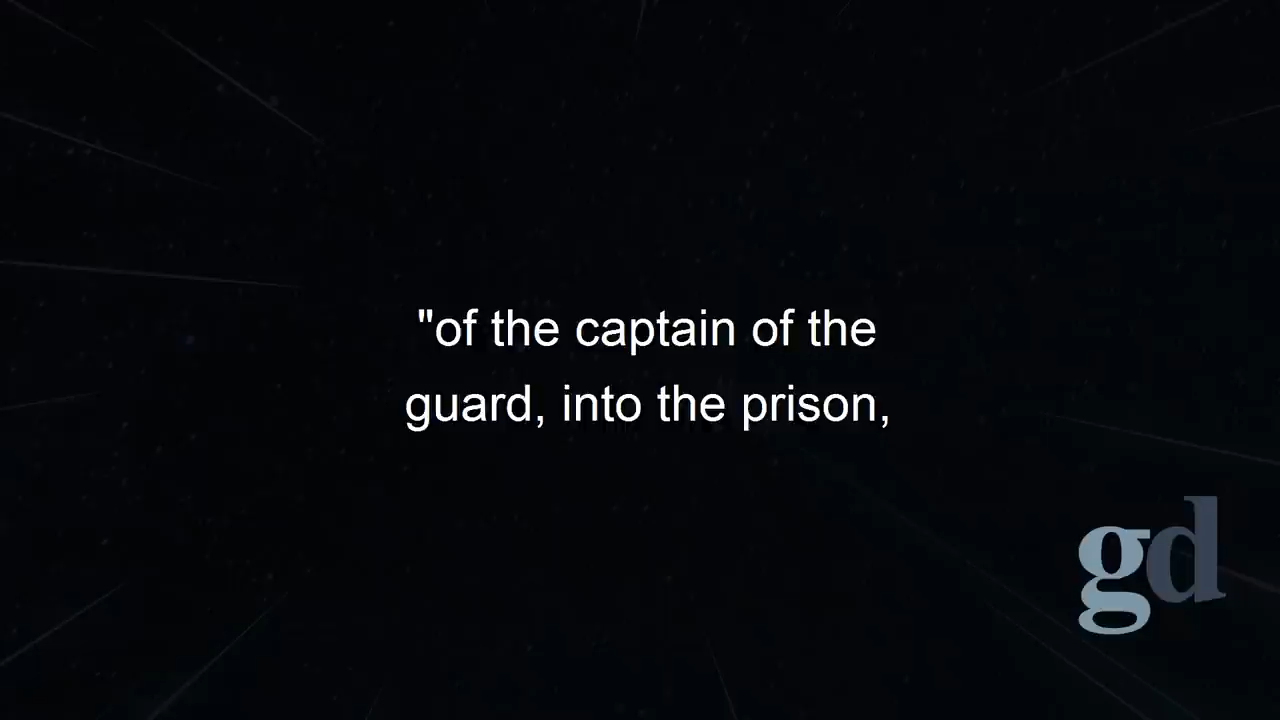 "of the captain of the
guard, into the prison,
gd